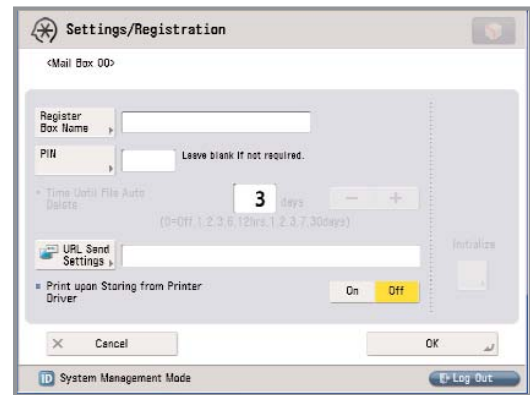 Settings/Registration
<Mail Box 00>
Register
Box Name
PIN
Leave blank if not required.
Time Until File Auto
Delete
3 days
- +
(0=Off,1,2,3,6,12hrs,1,2,3,7,30days)
URL Send
Settings
Initialize
Print upon Storing from Printer
Driver
On Off
Cancel
OK
System Management Mode
Log Out